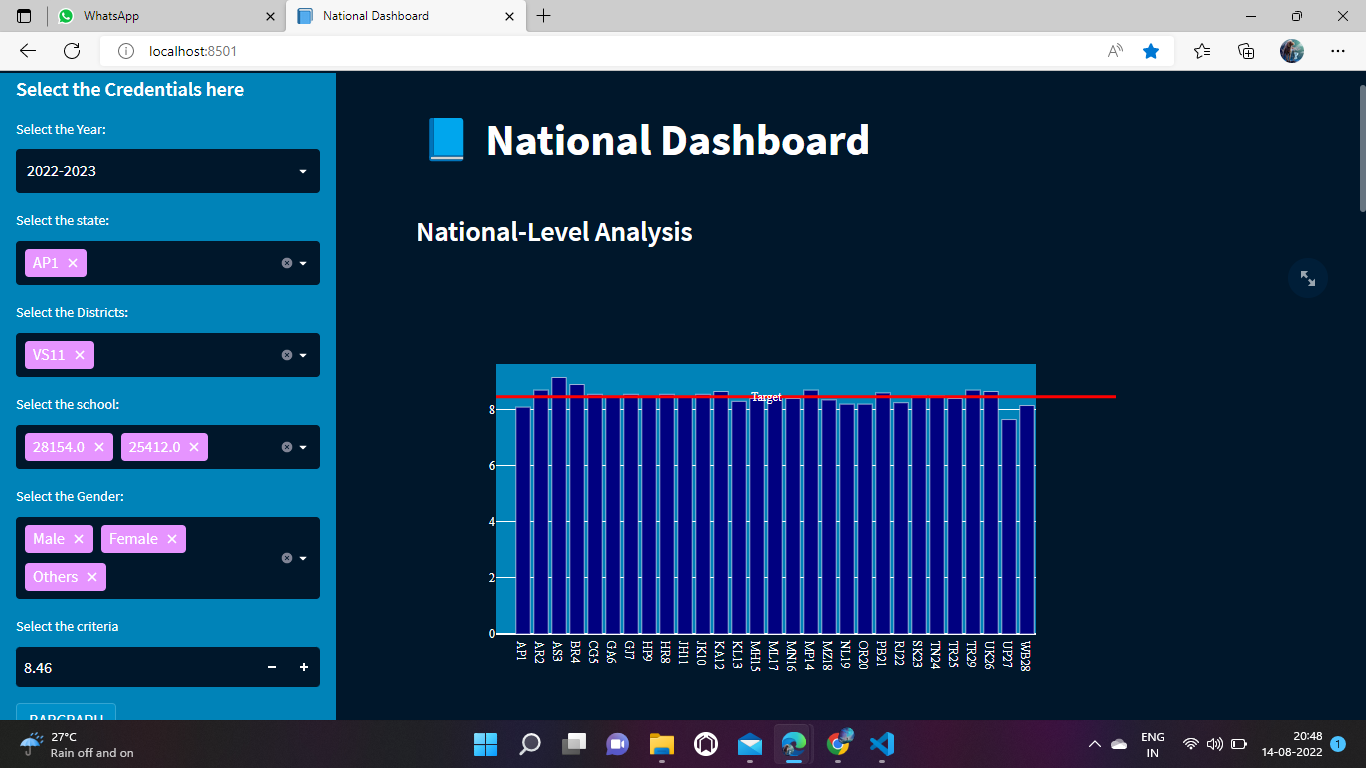 WhatsApp
National Dashboard
localhost:8501
Select the Credentials here
Select the Year:
2022-2023
Select the state:
AP1
Select the Districts:
VS11
Select the school:
28154.0 25412.0
Select the Gender:
Male Female
Others
Select the criteria
8.46
BARGRAPH
National Dashboard
National-Level Analysis
Target
8
6
4
2
0
AP1 AR2 AS3 BR4 CG5 GA6 GJ7 HP9 HR8 JH11 JK10 KA12 KL13 MH15 ML17 MN16 MP14 MZ18 NL19 OR20 PB21 RJ22 SK23 TN24 TR25 TR29 UK26 UP27 WB28
27°C
Rain off and on
ENG
IN
20:48
14-08-2022
1